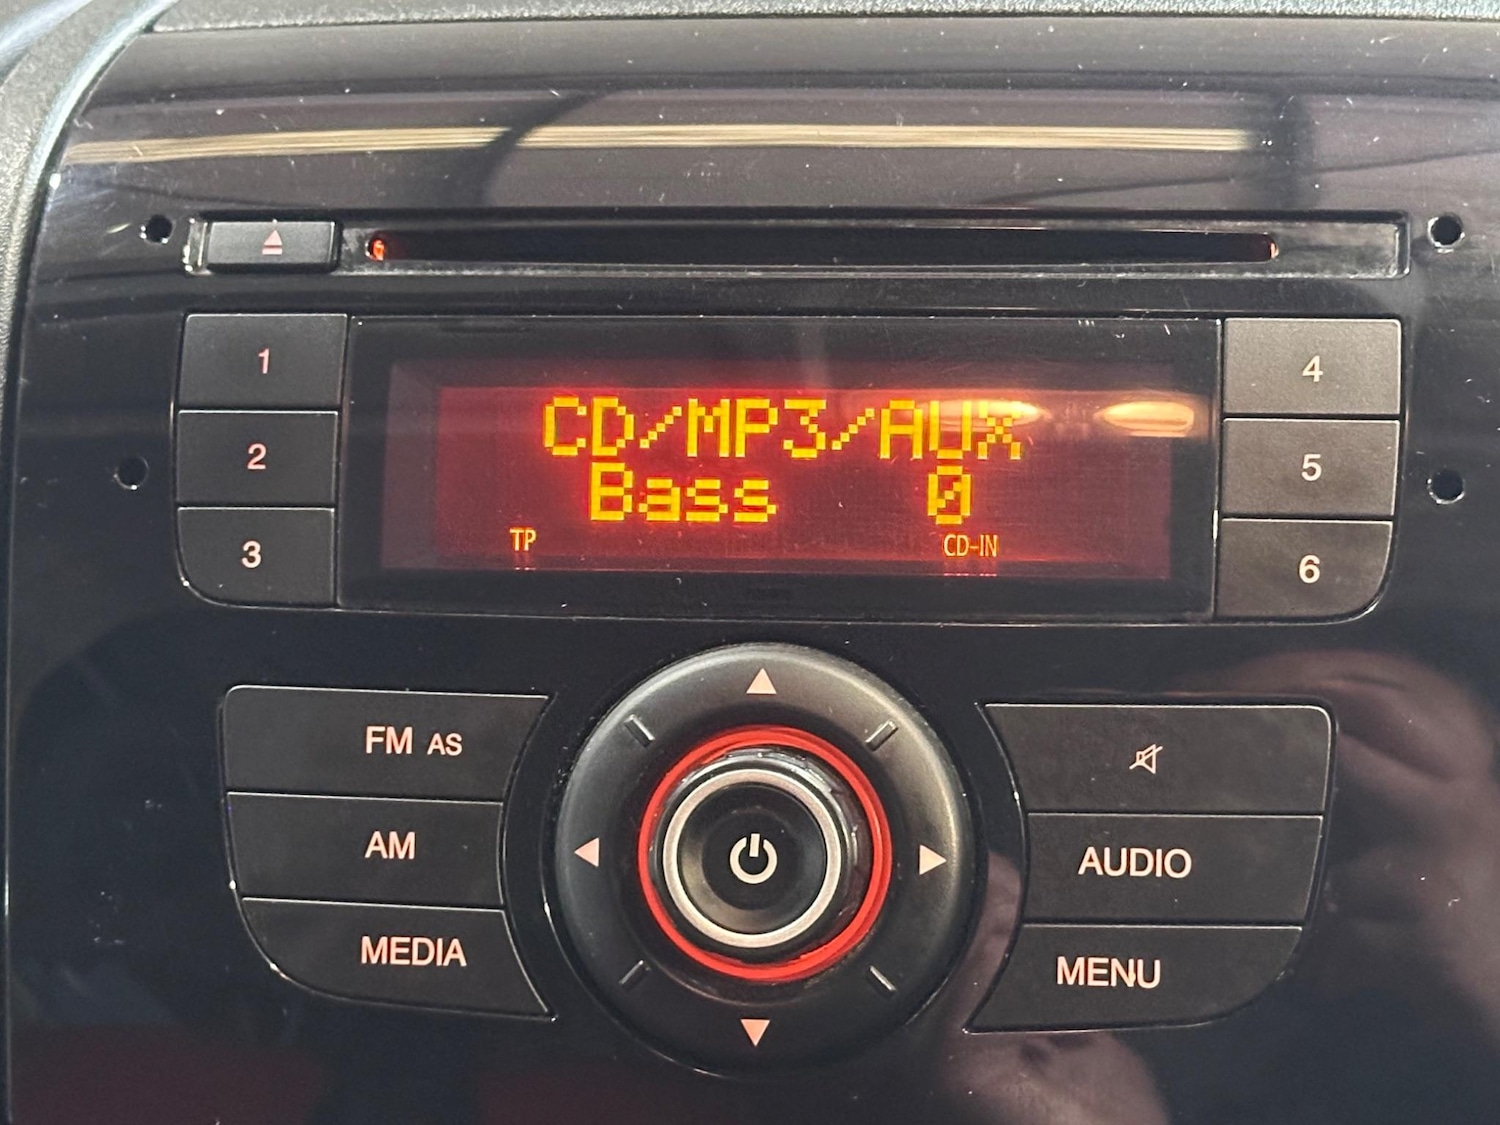 1
2
3
CD/MP3/AUX
Bass 0
TP CD-IN
4
5
6
FM AS
AM
MEDIA
AUDIO
MENU